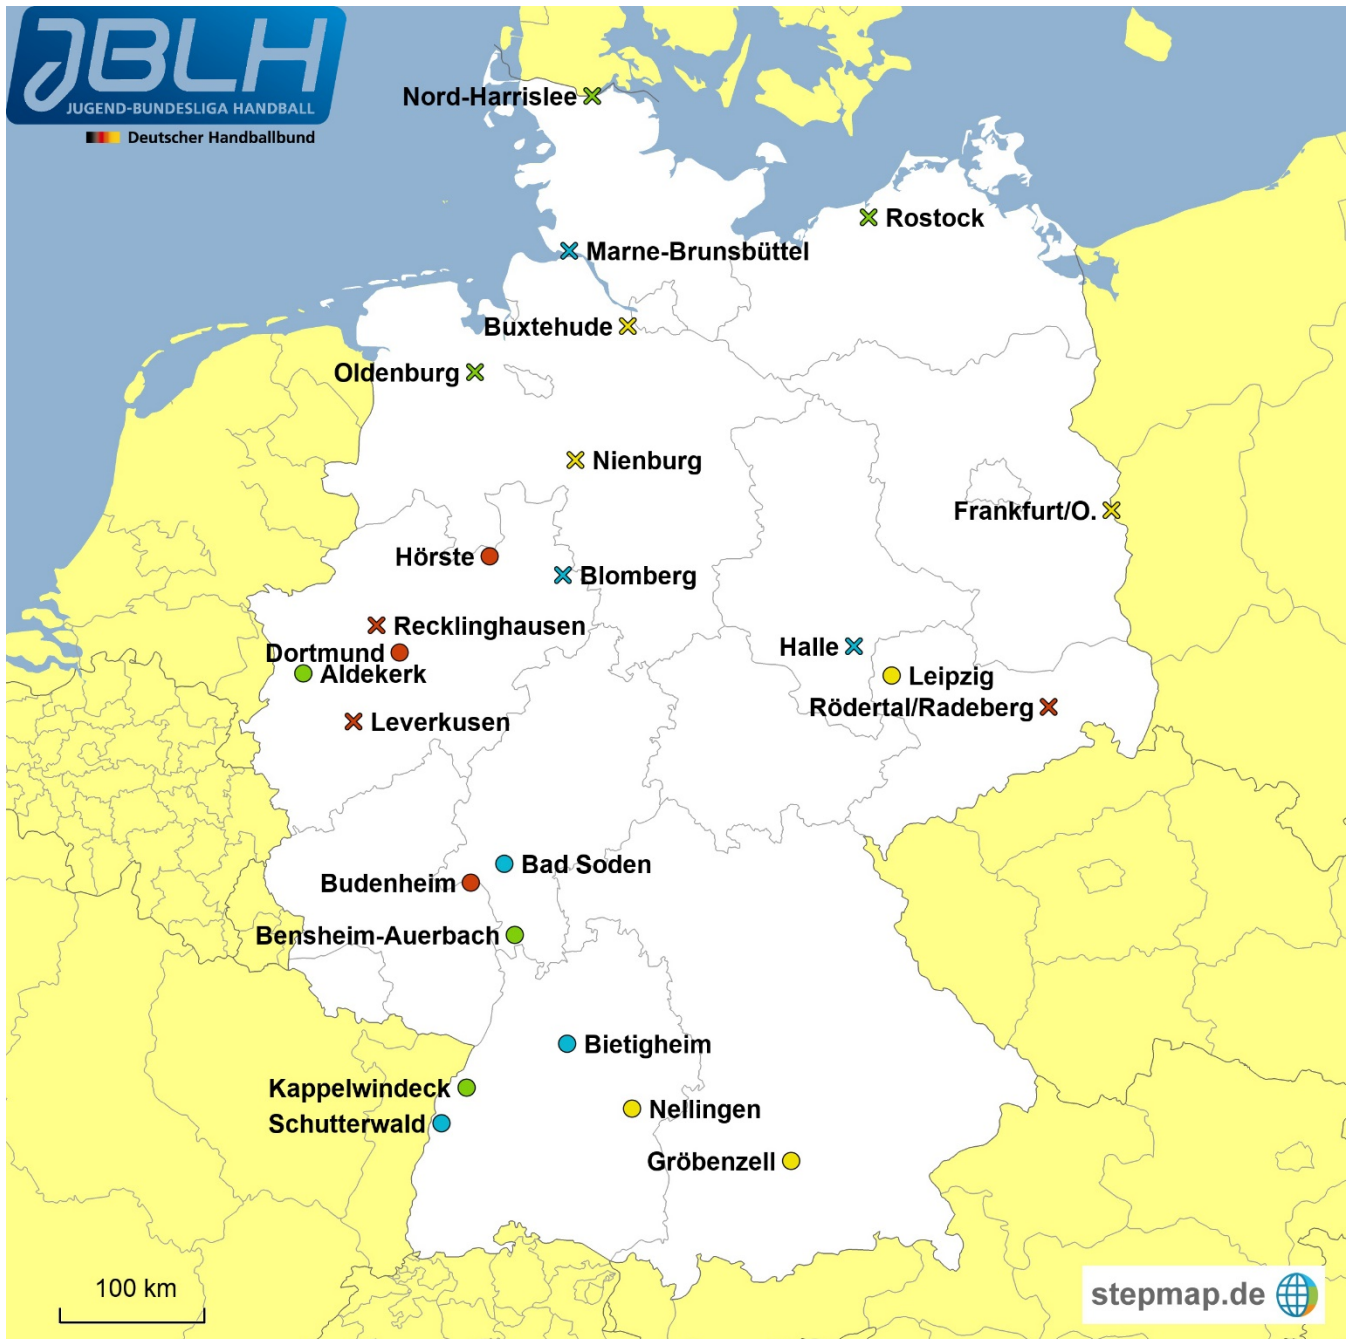 JBLH
JUGEND-BUNDESLIGA HANDBALL
Deutscher Handballbund
Nord-Harrislee
Rostock
Marne-Brunsbüttel
Buxtehude
Oldenburg
Nienburg
Frankfurt/O.
Hörste
Blomberg
Recklinghausen
Dortmund
Halle
Aldekerk
Leipzig
Rödertal/Radeberg
Leverkusen
Bad Soden
Budenheim
Bensheim-Auerbach
Bietigheim
Kappelwindeck
Nellingen
Schutterwald
Gröbenzell
100 km
stepmap.de